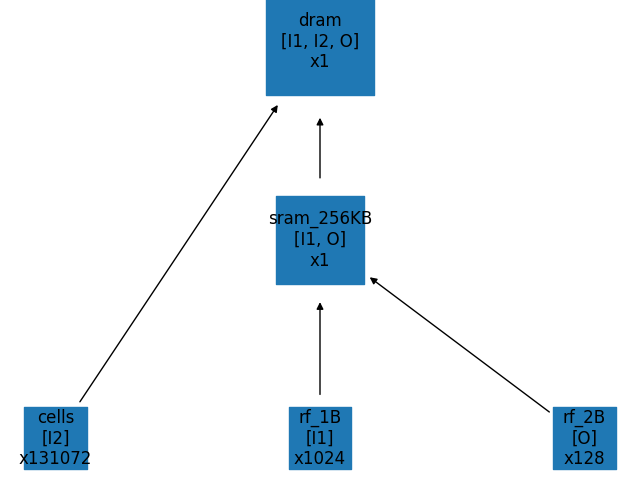 dram
[I1, I2, O]
x1
sram_256KB
[I1, O]
x1
cells
[I2]
x131072
rf_1B
[I1]
x1024
rf_2B
[O]
x128